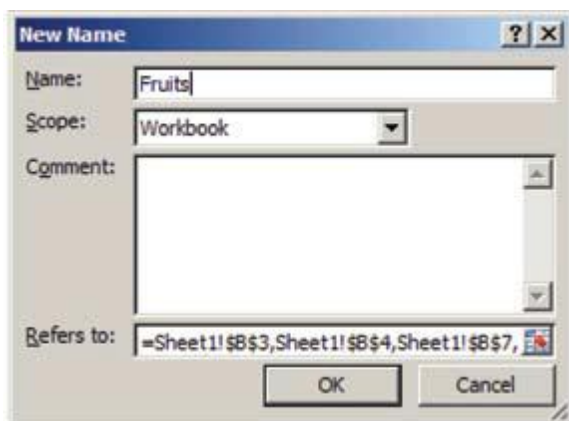 New Name
Name: Fruits
Scope: Workbook
Comment:
Refers to: =Sheet1!$B$3,Sheet1!$B$4,Sheet1!$B$7,
OK Cancel